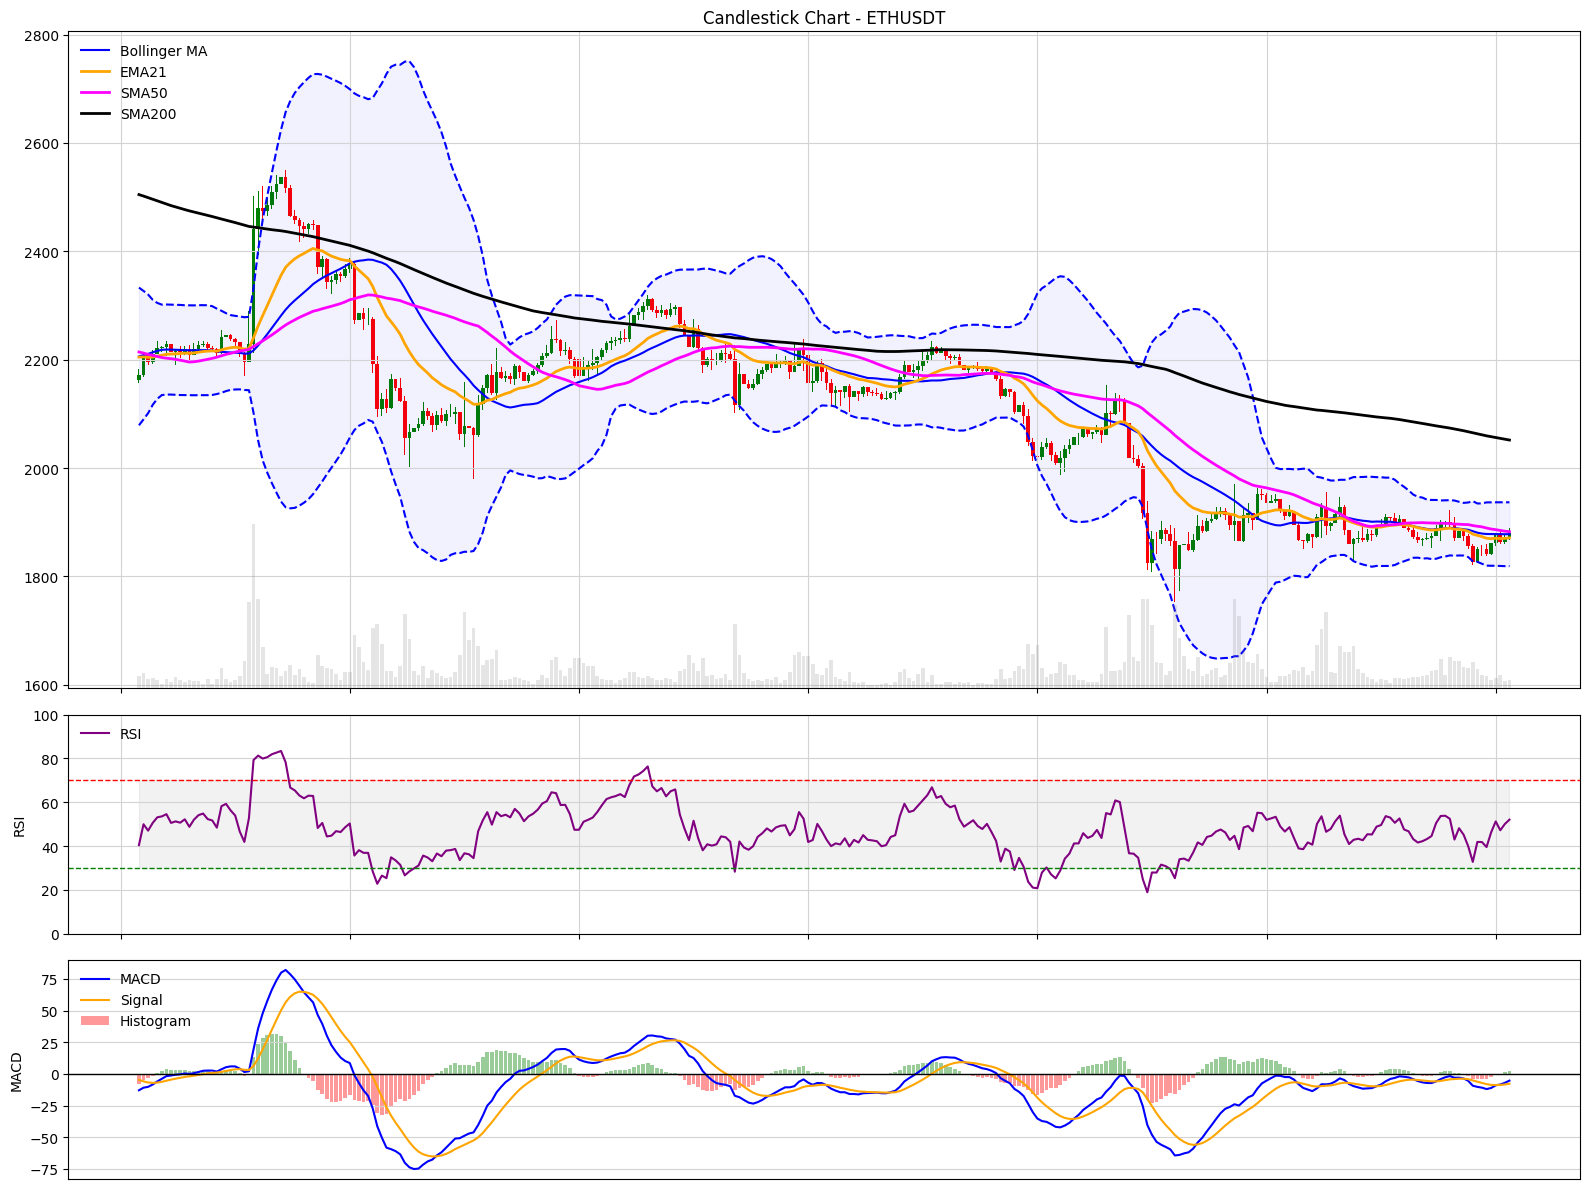 Candlestick Chart - ETHUSDT
2800
2600
2400
2200
2000
1800
1600
Bollinger MA
EMA21
SMA50
SMA200
100
80
60
40
20
0
RSI
RSI
75
50
25
0
−25
−50
−75
MACD
MACD
Signal
Histogram